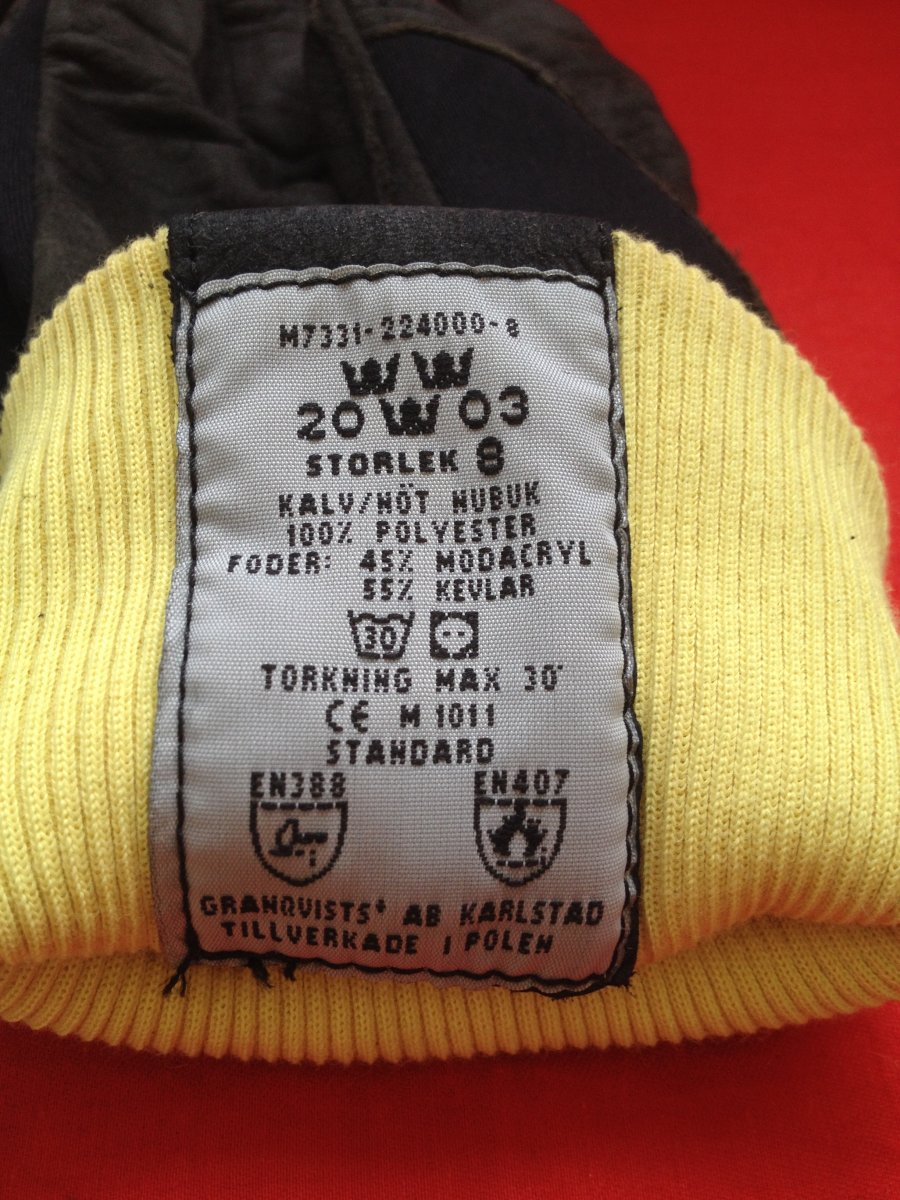 M7331-224000-8
20 03
STORLEK 8
KALV/NÖT NUBUK
100% POLYESTER
FODER: 45% MODACRYL
55% KEVLAR
30
TORKNING MAX 30°
CE M 1011
STANDARD
EN388 EN407
GRANQVISTS+ AB KARLSTAD
TILLVERKADE I POLEN